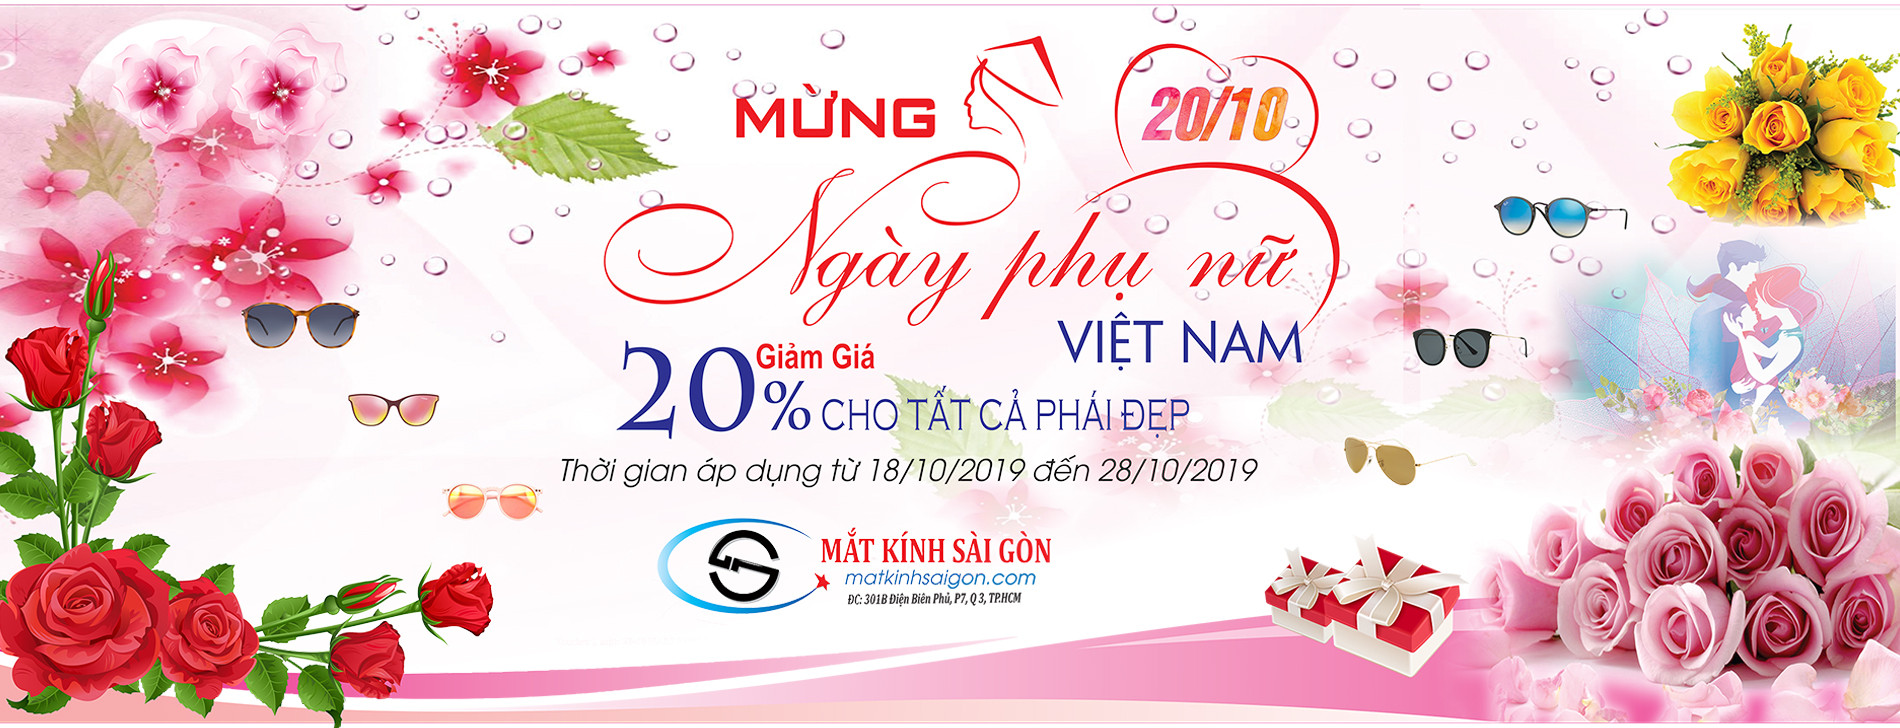 MỪNG
20/10
Ngày phụ nữ
VIỆT NAM
Giảm Giá
20% CHO TẤT CẢ PHÁI ĐẸP
Thời gian áp dụng từ 18/10/2019 đến 28/10/2019
MẮT KÍNH SÀI GÒN
matkinhsaigon.com
ĐC: 301B Điện Biên Phủ, P7, Q 3, TP.HCM